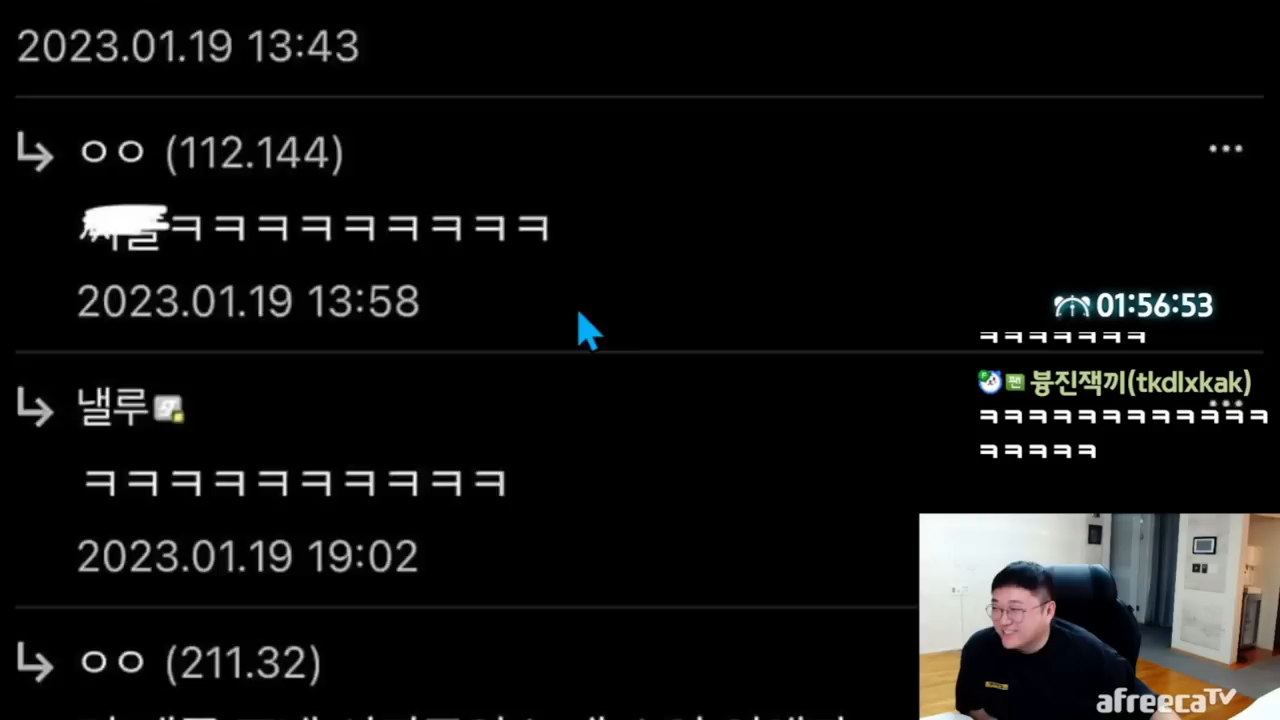 2023.01.19 13:43
ㅇㅇ (112.144)
ㅋㅋㅋㅋㅋㅋㅋㅋㅋ
2023.01.19 13:58
01:56:53
ㅋㅋㅋㅋㅋㅋㅋ
낼루
팬 븅진잭끼(tkdlxkak)
ㅋㅋㅋㅋㅋㅋㅋㅋㅋㅋㅋㅋ
ㅋㅋㅋㅋㅋ
ㅋㅋㅋㅋㅋㅋㅋㅋㅋㅋ
2023.01.19 19:02
ㅇㅇ (211.32)
afreecaTV